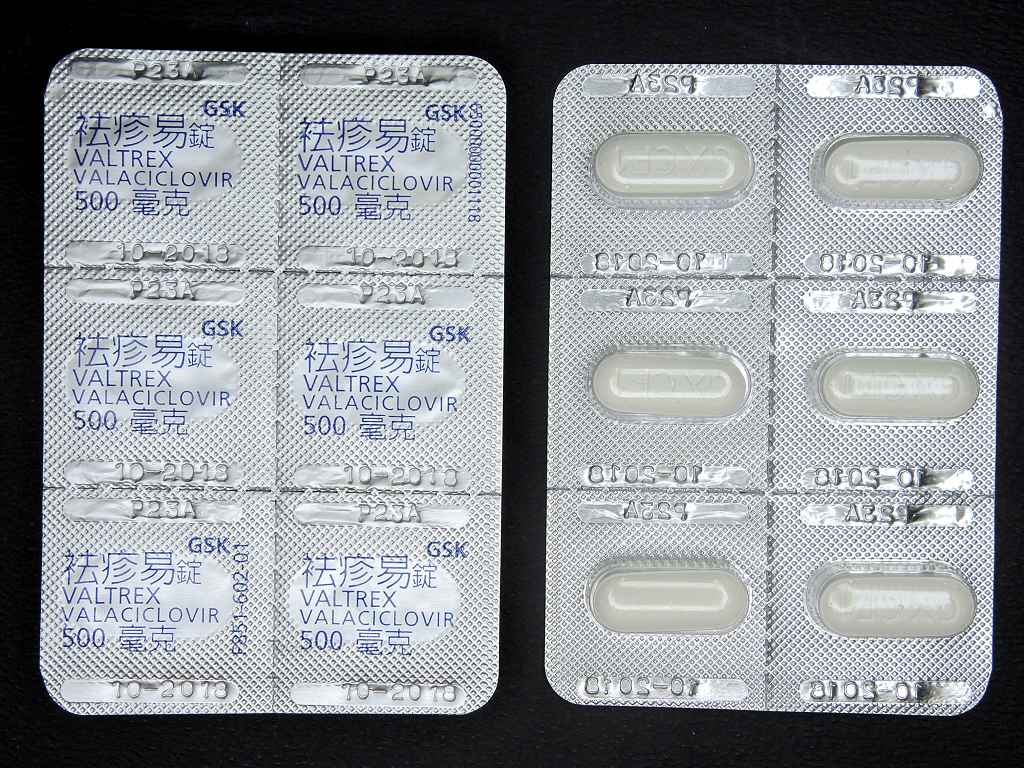 P23A
GSK
祛疹易錠
VALTREX
VALACICLOVIR
500 毫克
10-2018
P23A
GSK
祛疹易錠
VALTREX
VALACICLOVIR
500 毫克
10-2018
P23A
GSK
祛疹易錠
VALTREX
VALACICLOVIR
500 毫克
10-2018
P23A
GSK
祛疹易錠
VALTREX
VALACICLOVIR
500 毫克
10-2018
P23A
GSK
祛疹易錠
VALTREX
VALACICLOVIR
500 毫克
10-2018
F851-602 01
P23A
GSK
祛疹易錠
VALTREX
VALACICLOVIR
500 毫克
10-2018
P23A
10-2018
P23A
10-2018
P23A
10-2018
P23A
10-2018
P23A
10-2018
P23A
10-2018